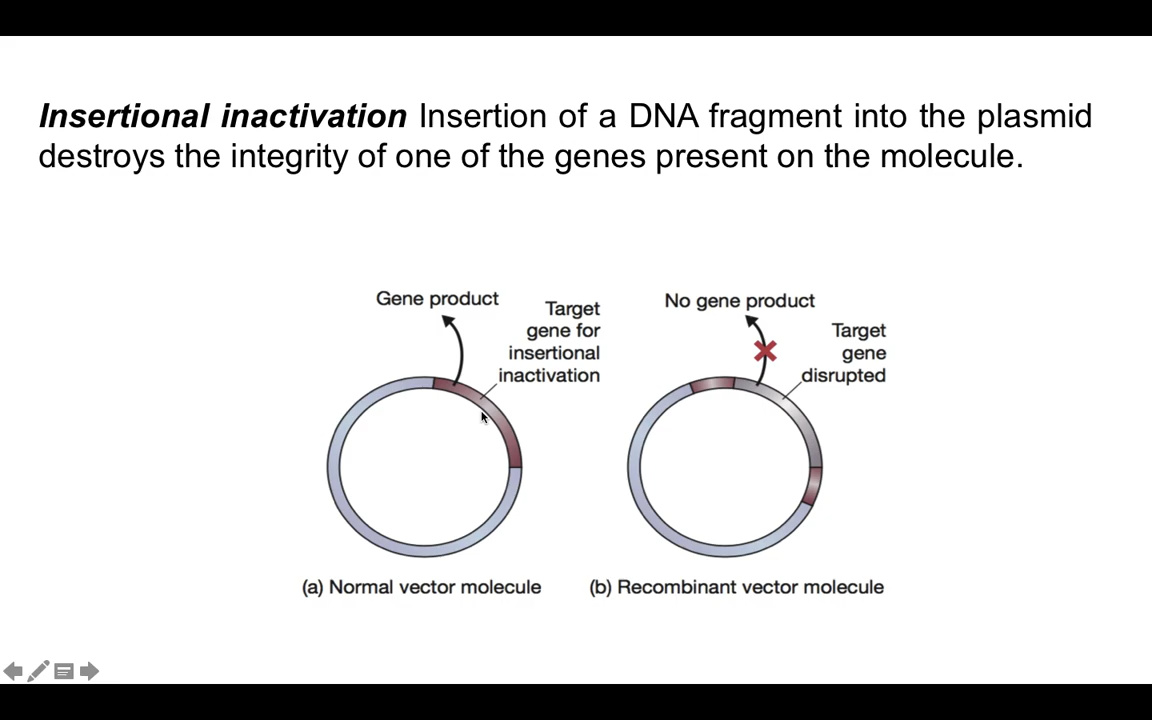 Insertional inactivation Insertion of a DNA fragment into the plasmid
destroys the integrity of one of the genes present on the molecule.
Gene product
Target
gene for
insertional
inactivation
No gene product
Target
gene
disrupted
(a) Normal vector molecule
(b) Recombinant vector molecule